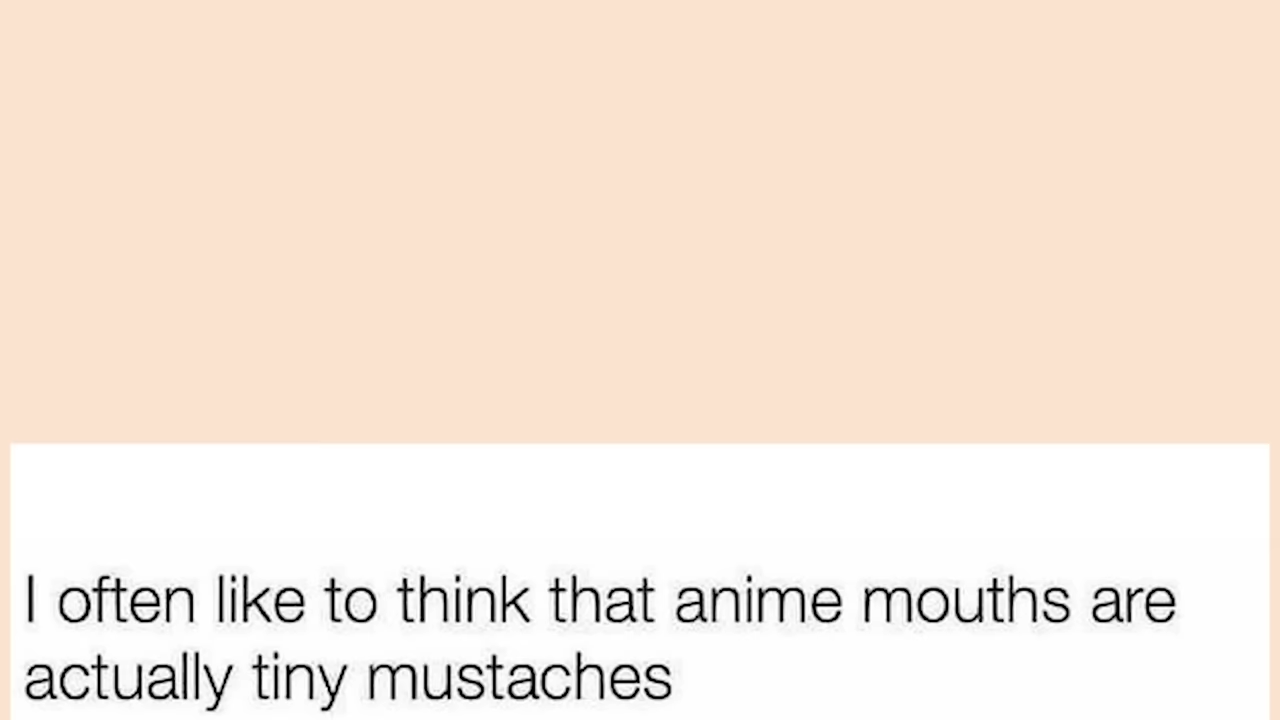 I often like to think that anime mouths are
actually tiny mustaches